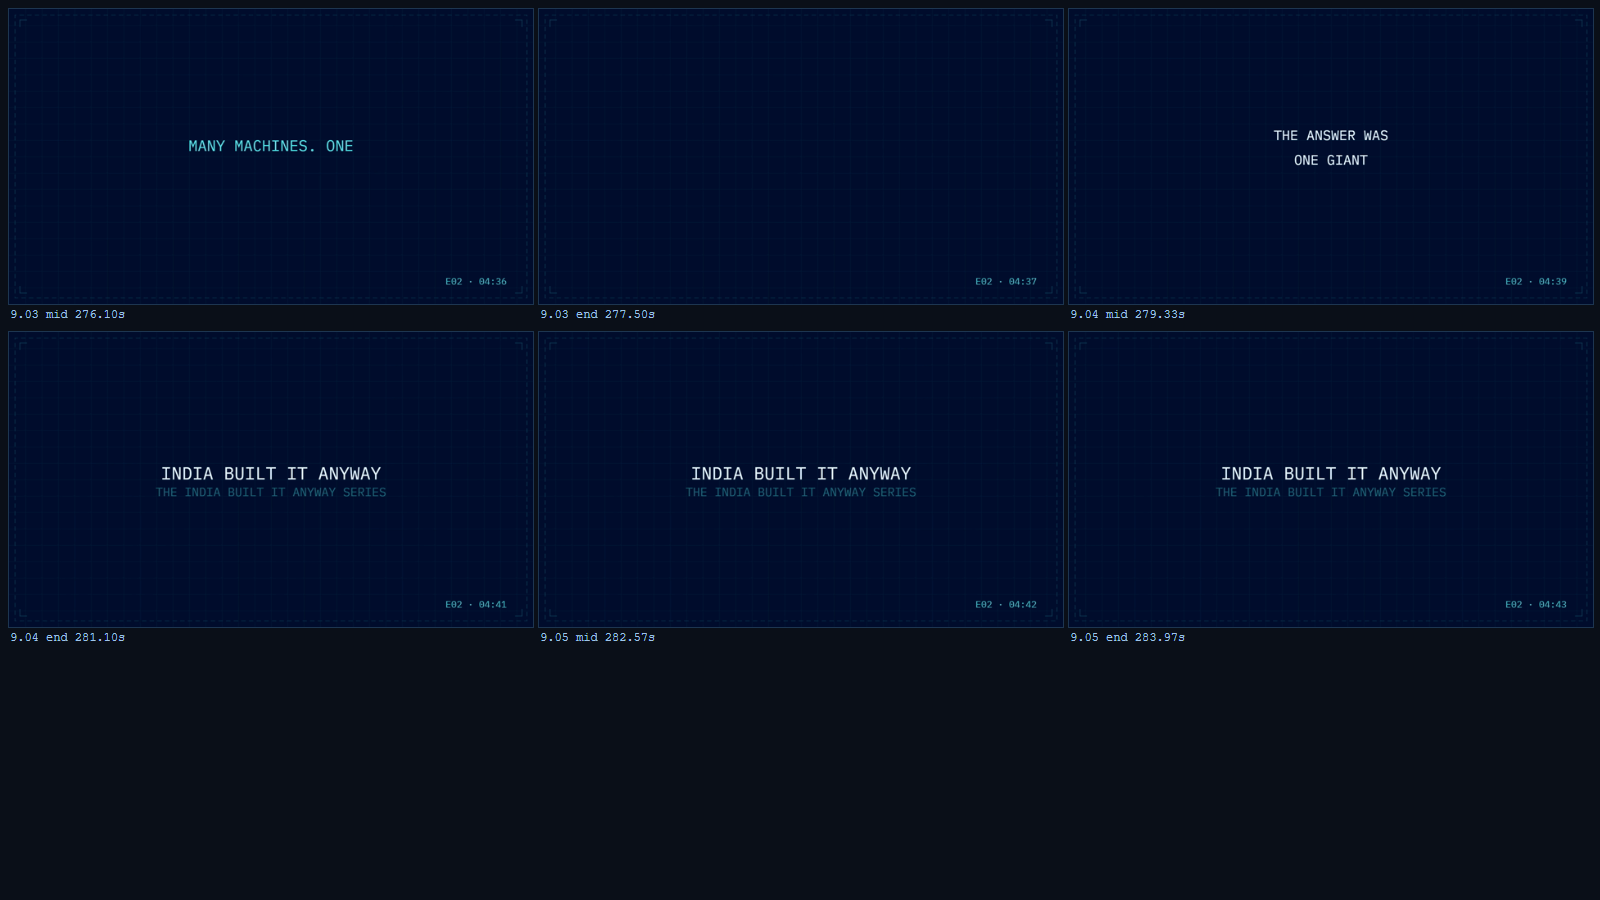 MANY MACHINES. ONE
E02 · 04:36
9.03 mid 276.10s
E02 · 04:37
9.03 end 277.50s
THE ANSWER WAS
ONE GIANT
E02 · 04:39
9.04 mid 279.33s
INDIA BUILT IT ANYWAY
THE INDIA BUILT IT ANYWAY SERIES
E02 · 04:41
9.04 end 281.10s
INDIA BUILT IT ANYWAY
THE INDIA BUILT IT ANYWAY SERIES
E02 · 04:42
9.05 mid 282.57s
INDIA BUILT IT ANYWAY
THE INDIA BUILT IT ANYWAY SERIES
E02 · 04:43
9.05 end 283.97s